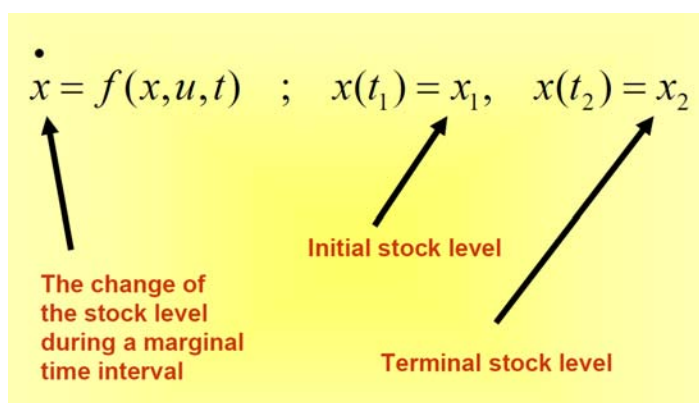 ẋ = f(x,u,t) ; x(t₁) = x₁, x(t₂) = x₂
Initial stock level
The change of
the stock level
during a marginal
time interval
Terminal stock level